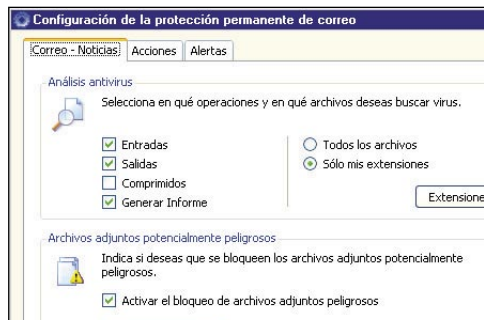 Configuración de la protección permanente de correo
Correo - Noticias Acciones Alertas
Análisis antivirus
Selecciona en qué operaciones y en qué archivos deseas buscar virus.
Entradas Todos los archivos
Salidas Sólo mis extensiones
Comprimidos
Generar Informe Extensione
Archivos adjuntos potencialmente peligrosos
Indica si deseas que se bloqueen los archivos adjuntos potencialmente
peligrosos.
Activar el bloqueo de archivos adjuntos peligrosos